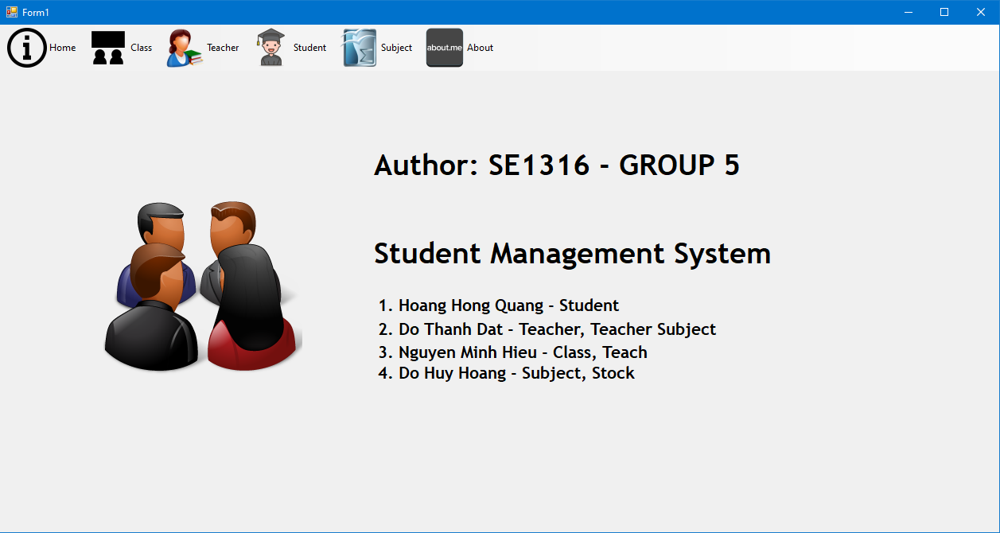 Form1
Home Class Teacher Student Subject about.me About
Author: SE1316 - GROUP 5
Student Management System
1. Hoang Hong Quang - Student
2. Do Thanh Dat - Teacher, Teacher Subject
3. Nguyen Minh Hieu - Class, Teach
4. Do Huy Hoang - Subject, Stock